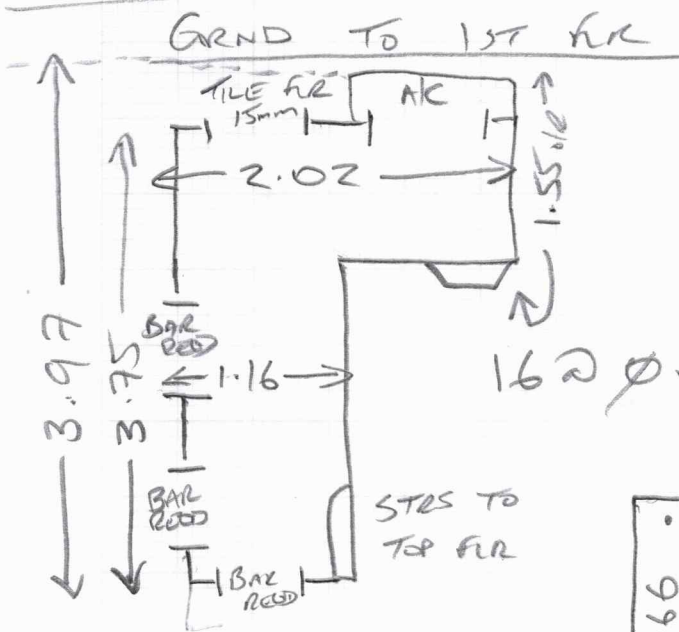 GRND TO 1ST FLR
TILE FLR
15mm
A/C
2.02
1.55
3.97
3.75
BAR
REQD
1.16
16 @ Ø.
BAR
REQD
STRS TO
TOP FLR
BAR
REQD
66